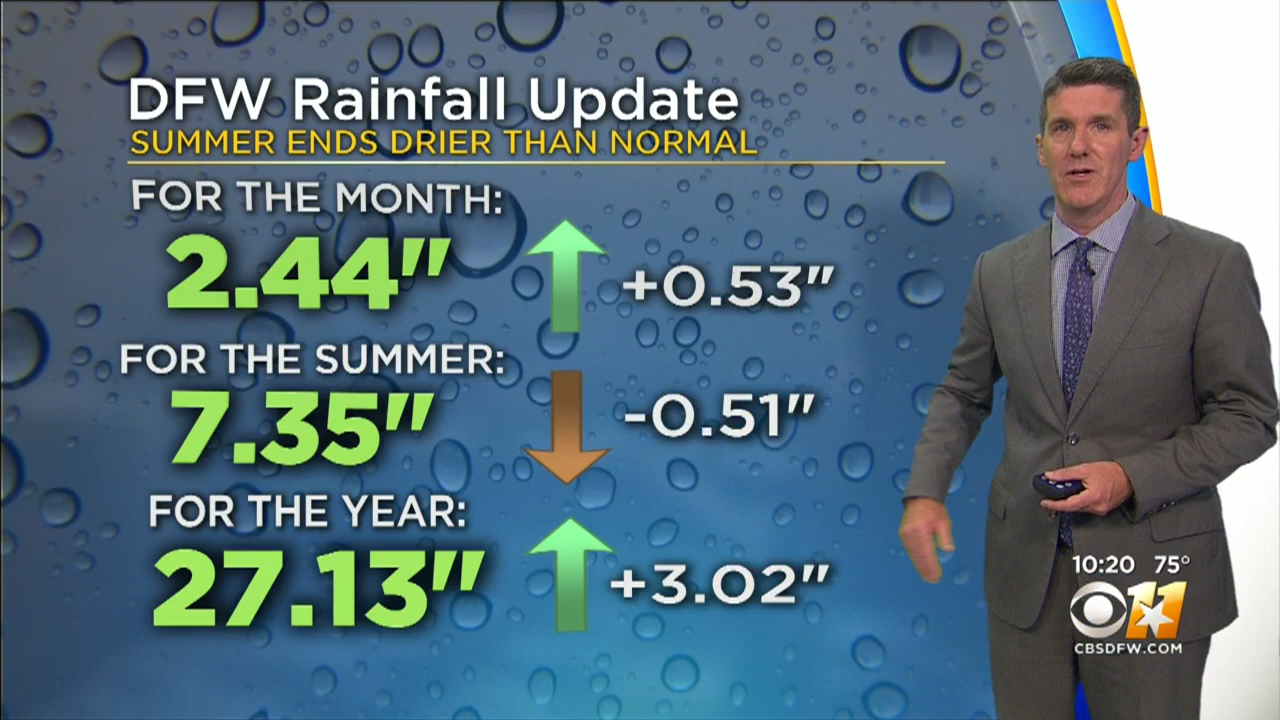 DFW Rainfall Update
SUMMER ENDS DRIER THAN NORMAL
FOR THE MONTH:
2.44" +0.53"
FOR THE SUMMER:
7.35" -0.51"
FOR THE YEAR:
27.13" +3.02"
10:20 75°
11
CBSDFW.COM